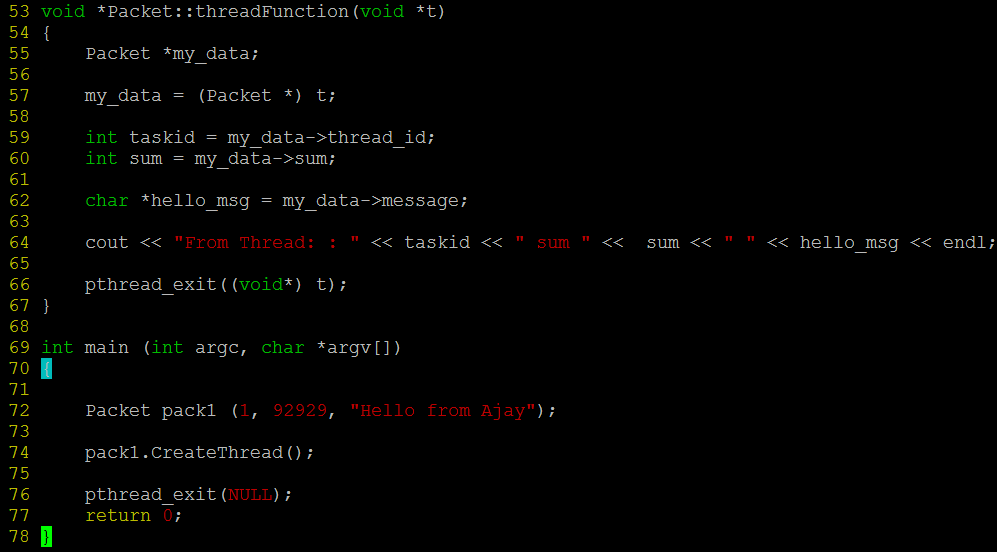 53 void *Packet::threadFunction(void *t)
54 {
55     Packet *my_data;
56
57     my_data = (Packet *) t;
58
59     int taskid = my_data->thread_id;
60     int sum = my_data->sum;
61
62     char *hello_msg = my_data->message;
63
64     cout << "From Thread: : " << taskid << " sum " <<  sum << " " << hello_msg << endl;
65
66     pthread_exit((void*) t);
67 }
68
69 int main (int argc, char *argv[])
70 {
71
72     Packet pack1 (1, 92929, "Hello from Ajay");
73
74     pack1.CreateThread();
75
76     pthread_exit(NULL);
77     return 0;
78 }